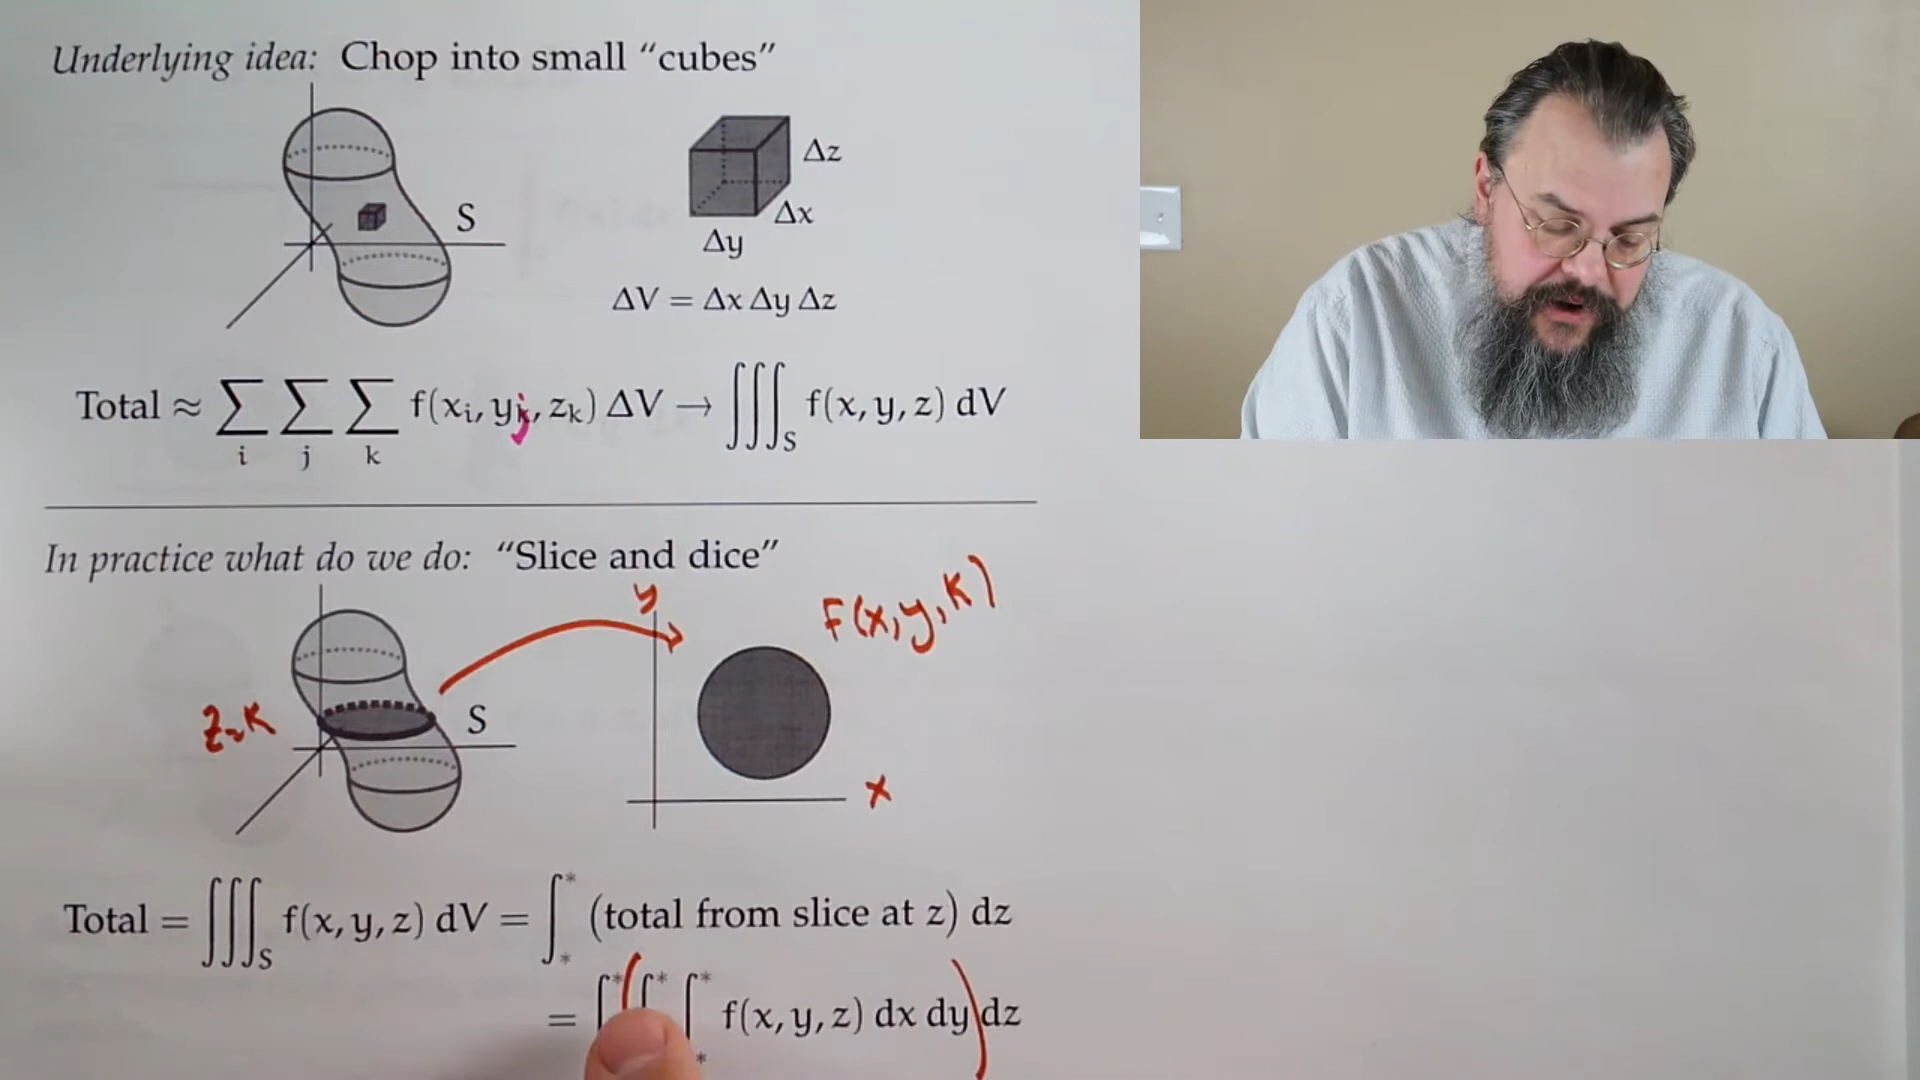 Underlying idea: Chop into small “cubes”
Δz
S
Δx
Δy
ΔV = Δx Δy Δz
Total ≈ ∑ᵢ ∑ⱼ ∑ₖ f(xᵢ, yⱼ, zₖ) ΔV → ∭_S f(x, y, z) dV
In practice what do we do: “Slice and dice”
y
F(x,y,k)
z=k
S
x
Total = ∭_S f(x, y, z) dV = ∫_*^* (total from slice at z) dz
= ∫^* (∫^* ∫_*^* f(x, y, z) dx dy) dz